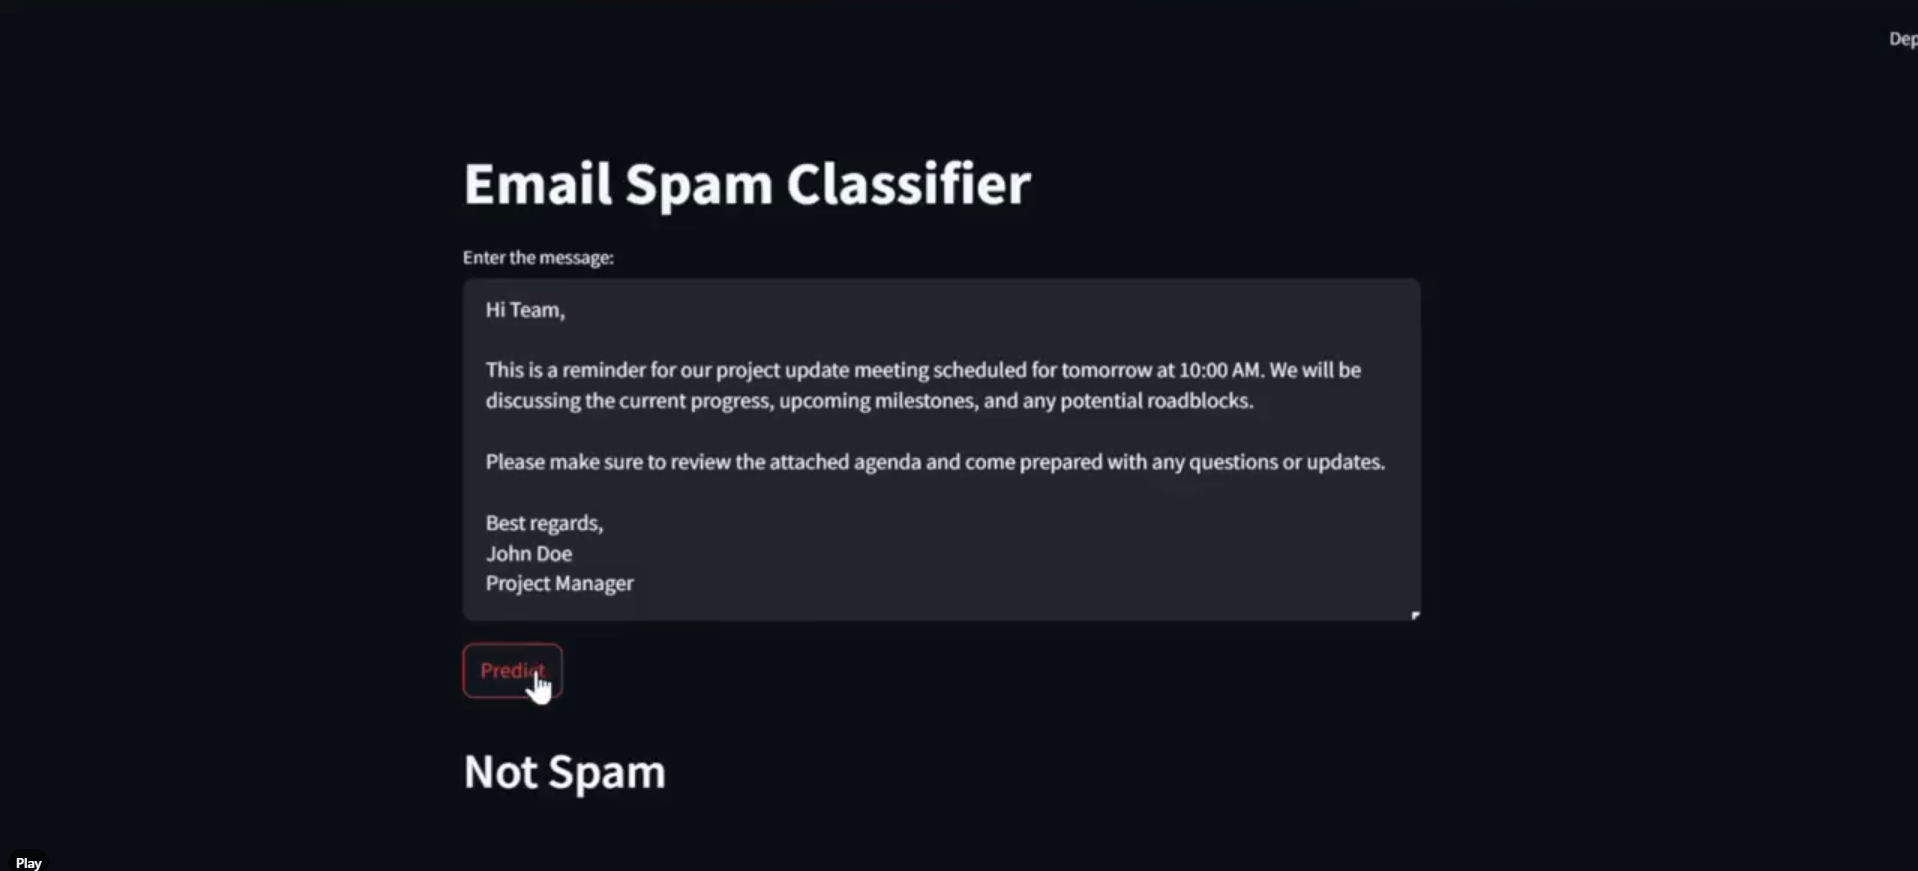 Dep
Email Spam Classifier
Enter the message:
Hi Team,
This is a reminder for our project update meeting scheduled for tomorrow at 10:00 AM. We will be
discussing the current progress, upcoming milestones, and any potential roadblocks.
Please make sure to review the attached agenda and come prepared with any questions or updates.
Best regards,
John Doe
Project Manager
Predict
Not Spam
Play